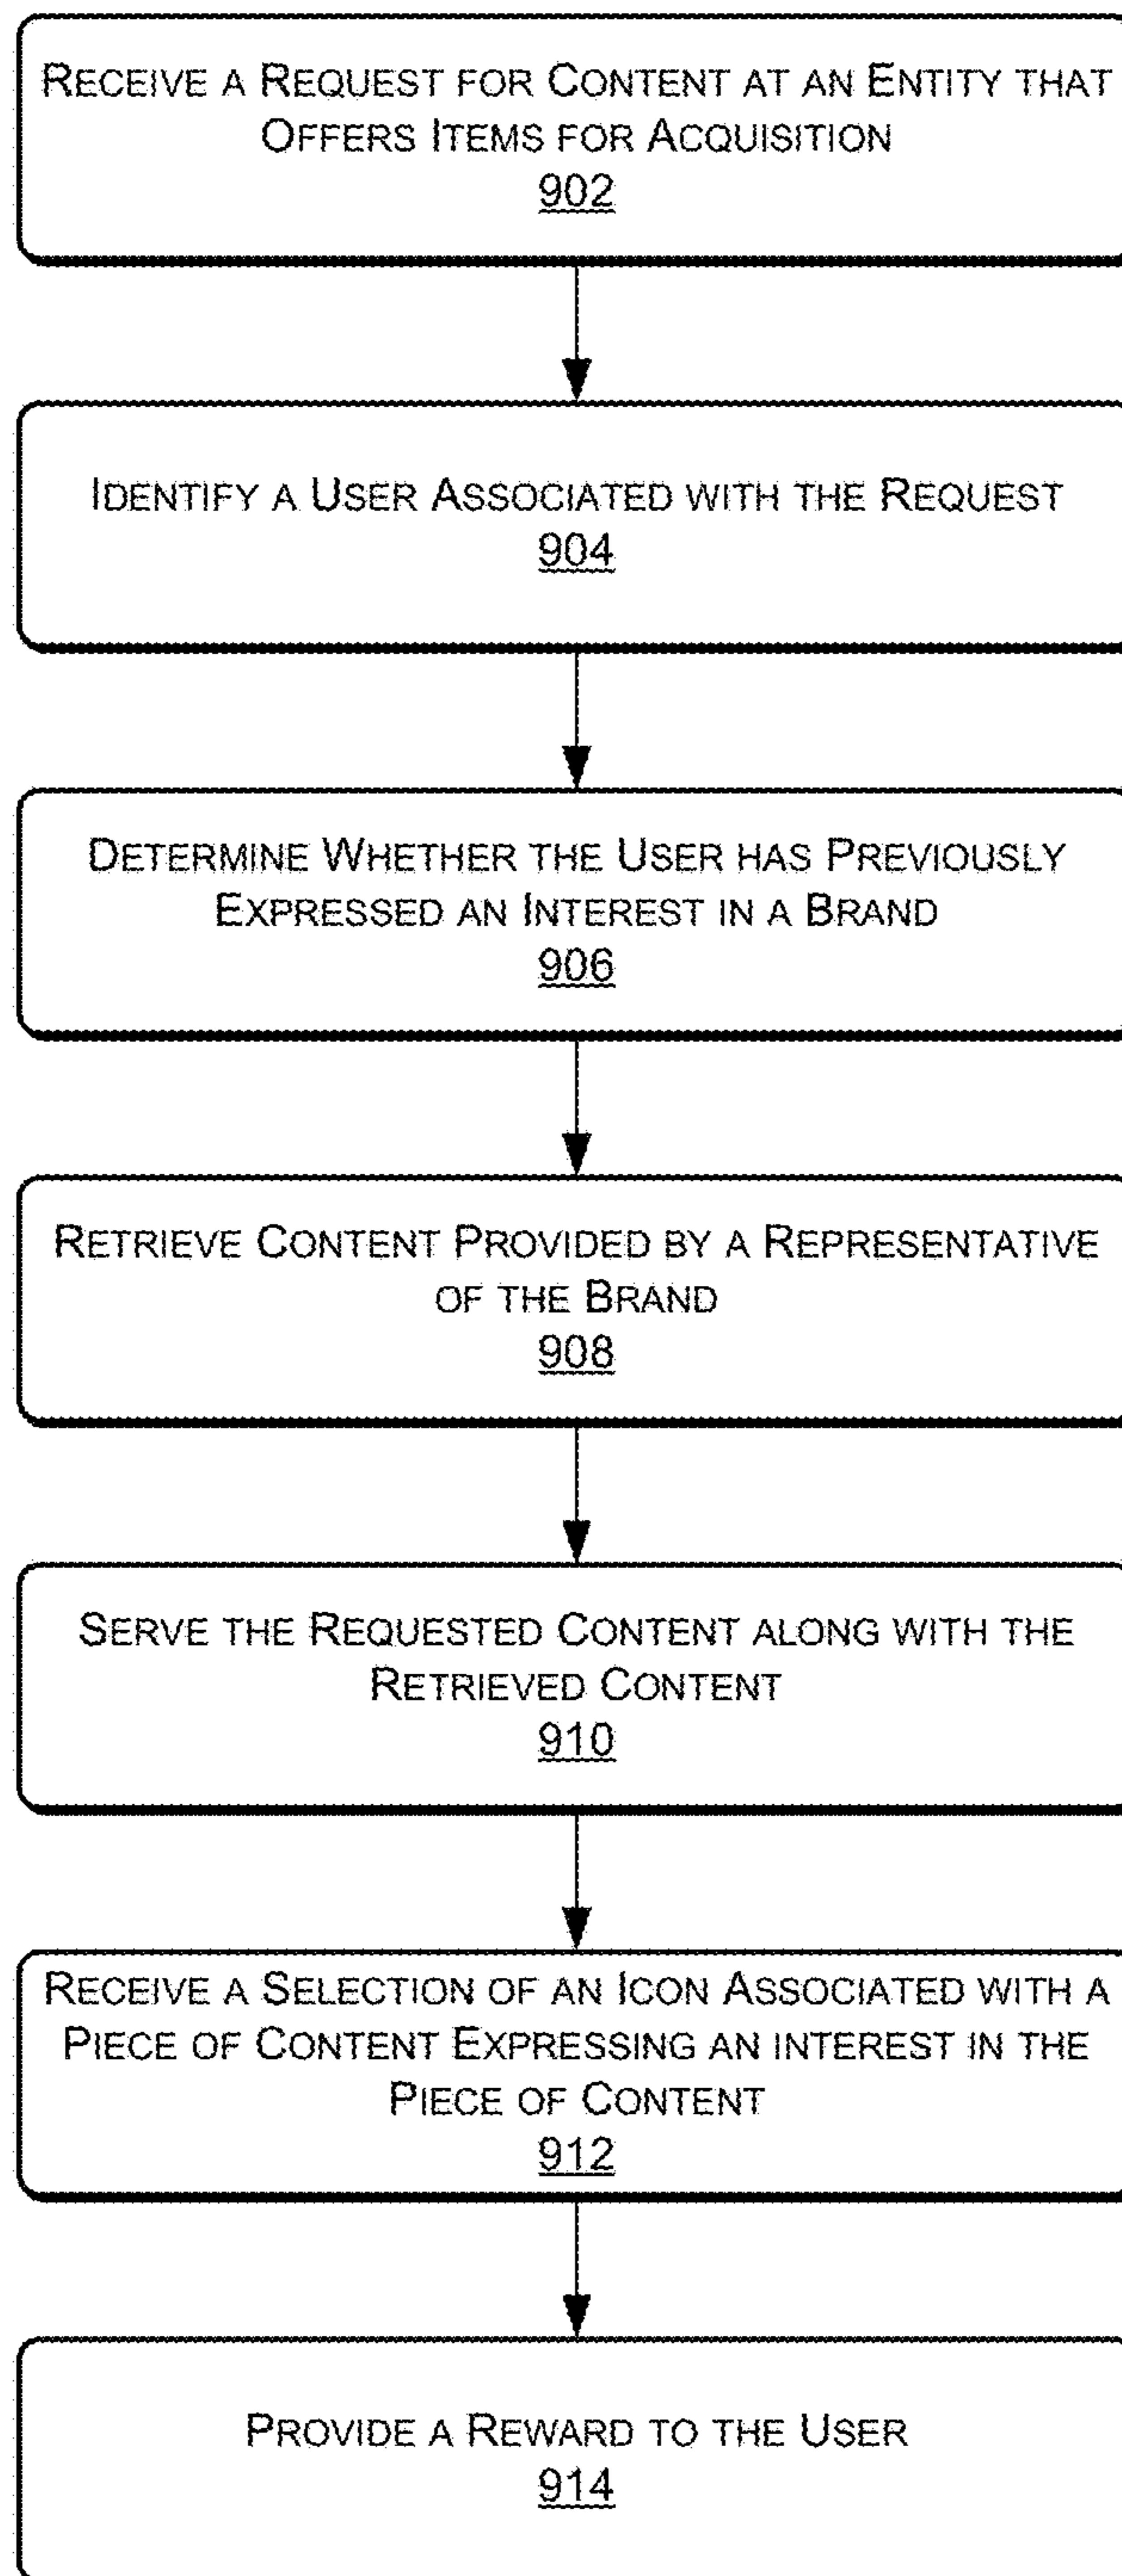 RECEIVE A REQUEST FOR CONTENT AT AN ENTITY THAT
OFFERS ITEMS FOR ACQUISITION
902
IDENTIFY A USER ASSOCIATED WITH THE REQUEST
904
DETERMINE WHETHER THE USER HAS PREVIOUSLY
EXPRESSED AN INTEREST IN A BRAND
906
RETRIEVE CONTENT PROVIDED BY A REPRESENTATIVE
OF THE BRAND
908
SERVE THE REQUESTED CONTENT ALONG WITH THE
RETRIEVED CONTENT
910
RECEIVE A SELECTION OF AN ICON ASSOCIATED WITH A
PIECE OF CONTENT EXPRESSING AN INTEREST IN THE
PIECE OF CONTENT
912
PROVIDE A REWARD TO THE USER
914